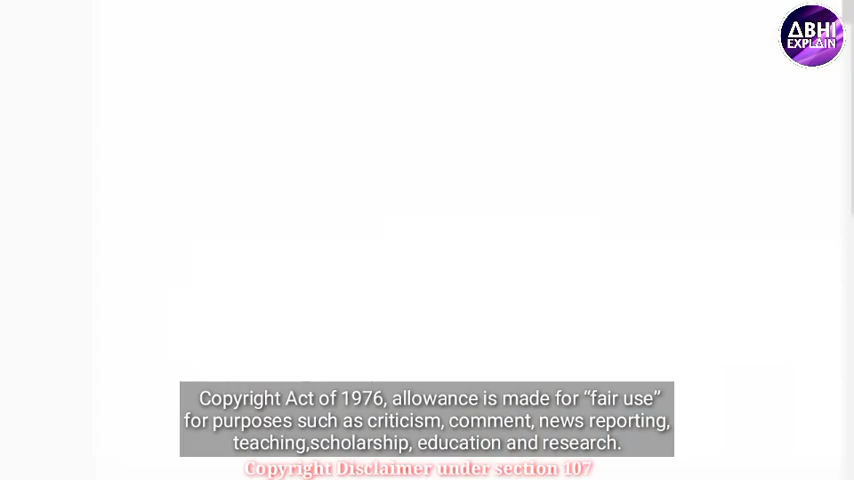 ABHI
EXPLAIN
Copyright Act of 1976, allowance is made for “fair use”
for purposes such as criticism, comment, news reporting,
teaching,scholarship, education and research.
Copyright Disclaimer under section 107